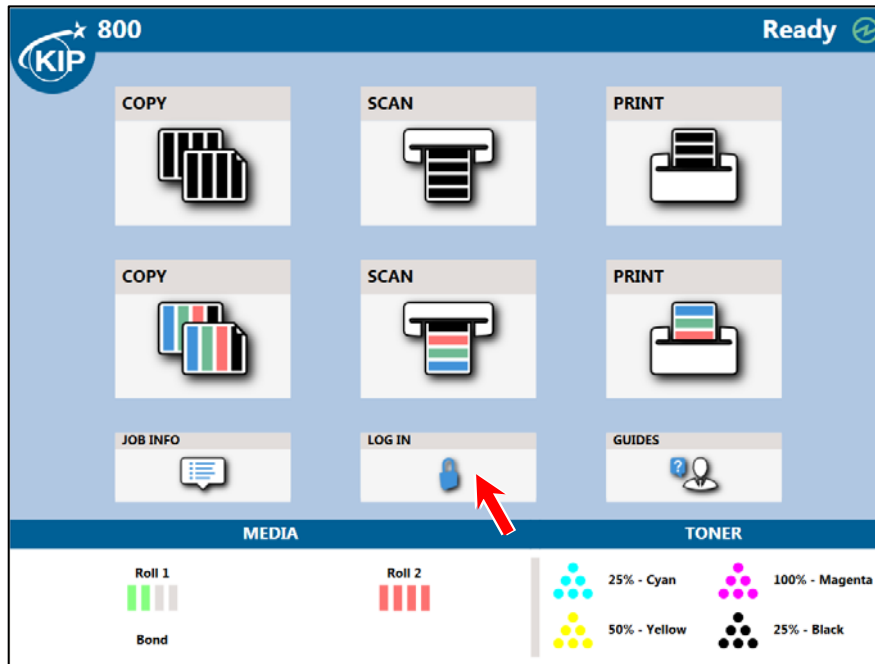 KIP 800 Ready
COPY SCAN PRINT
COPY SCAN PRINT
JOB INFO LOG IN GUIDES
?
MEDIA TONER
Roll 1 Roll 2 25% - Cyan 100% - Magenta
Bond 50% - Yellow 25% - Black